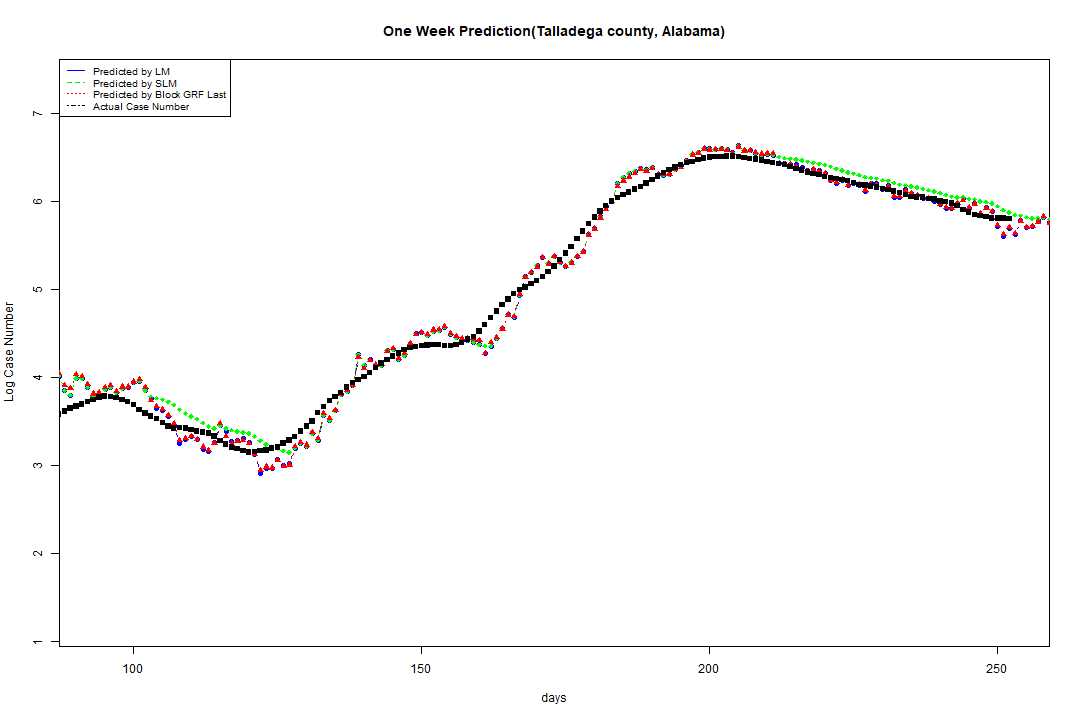 One Week Prediction(Talladega county, Alabama)
Predicted by LM
Predicted by SLM
Predicted by Block GRF Last
Actual Case Number
7
6
5
4
3
2
1
Log Case Number
100 150 200 250
days